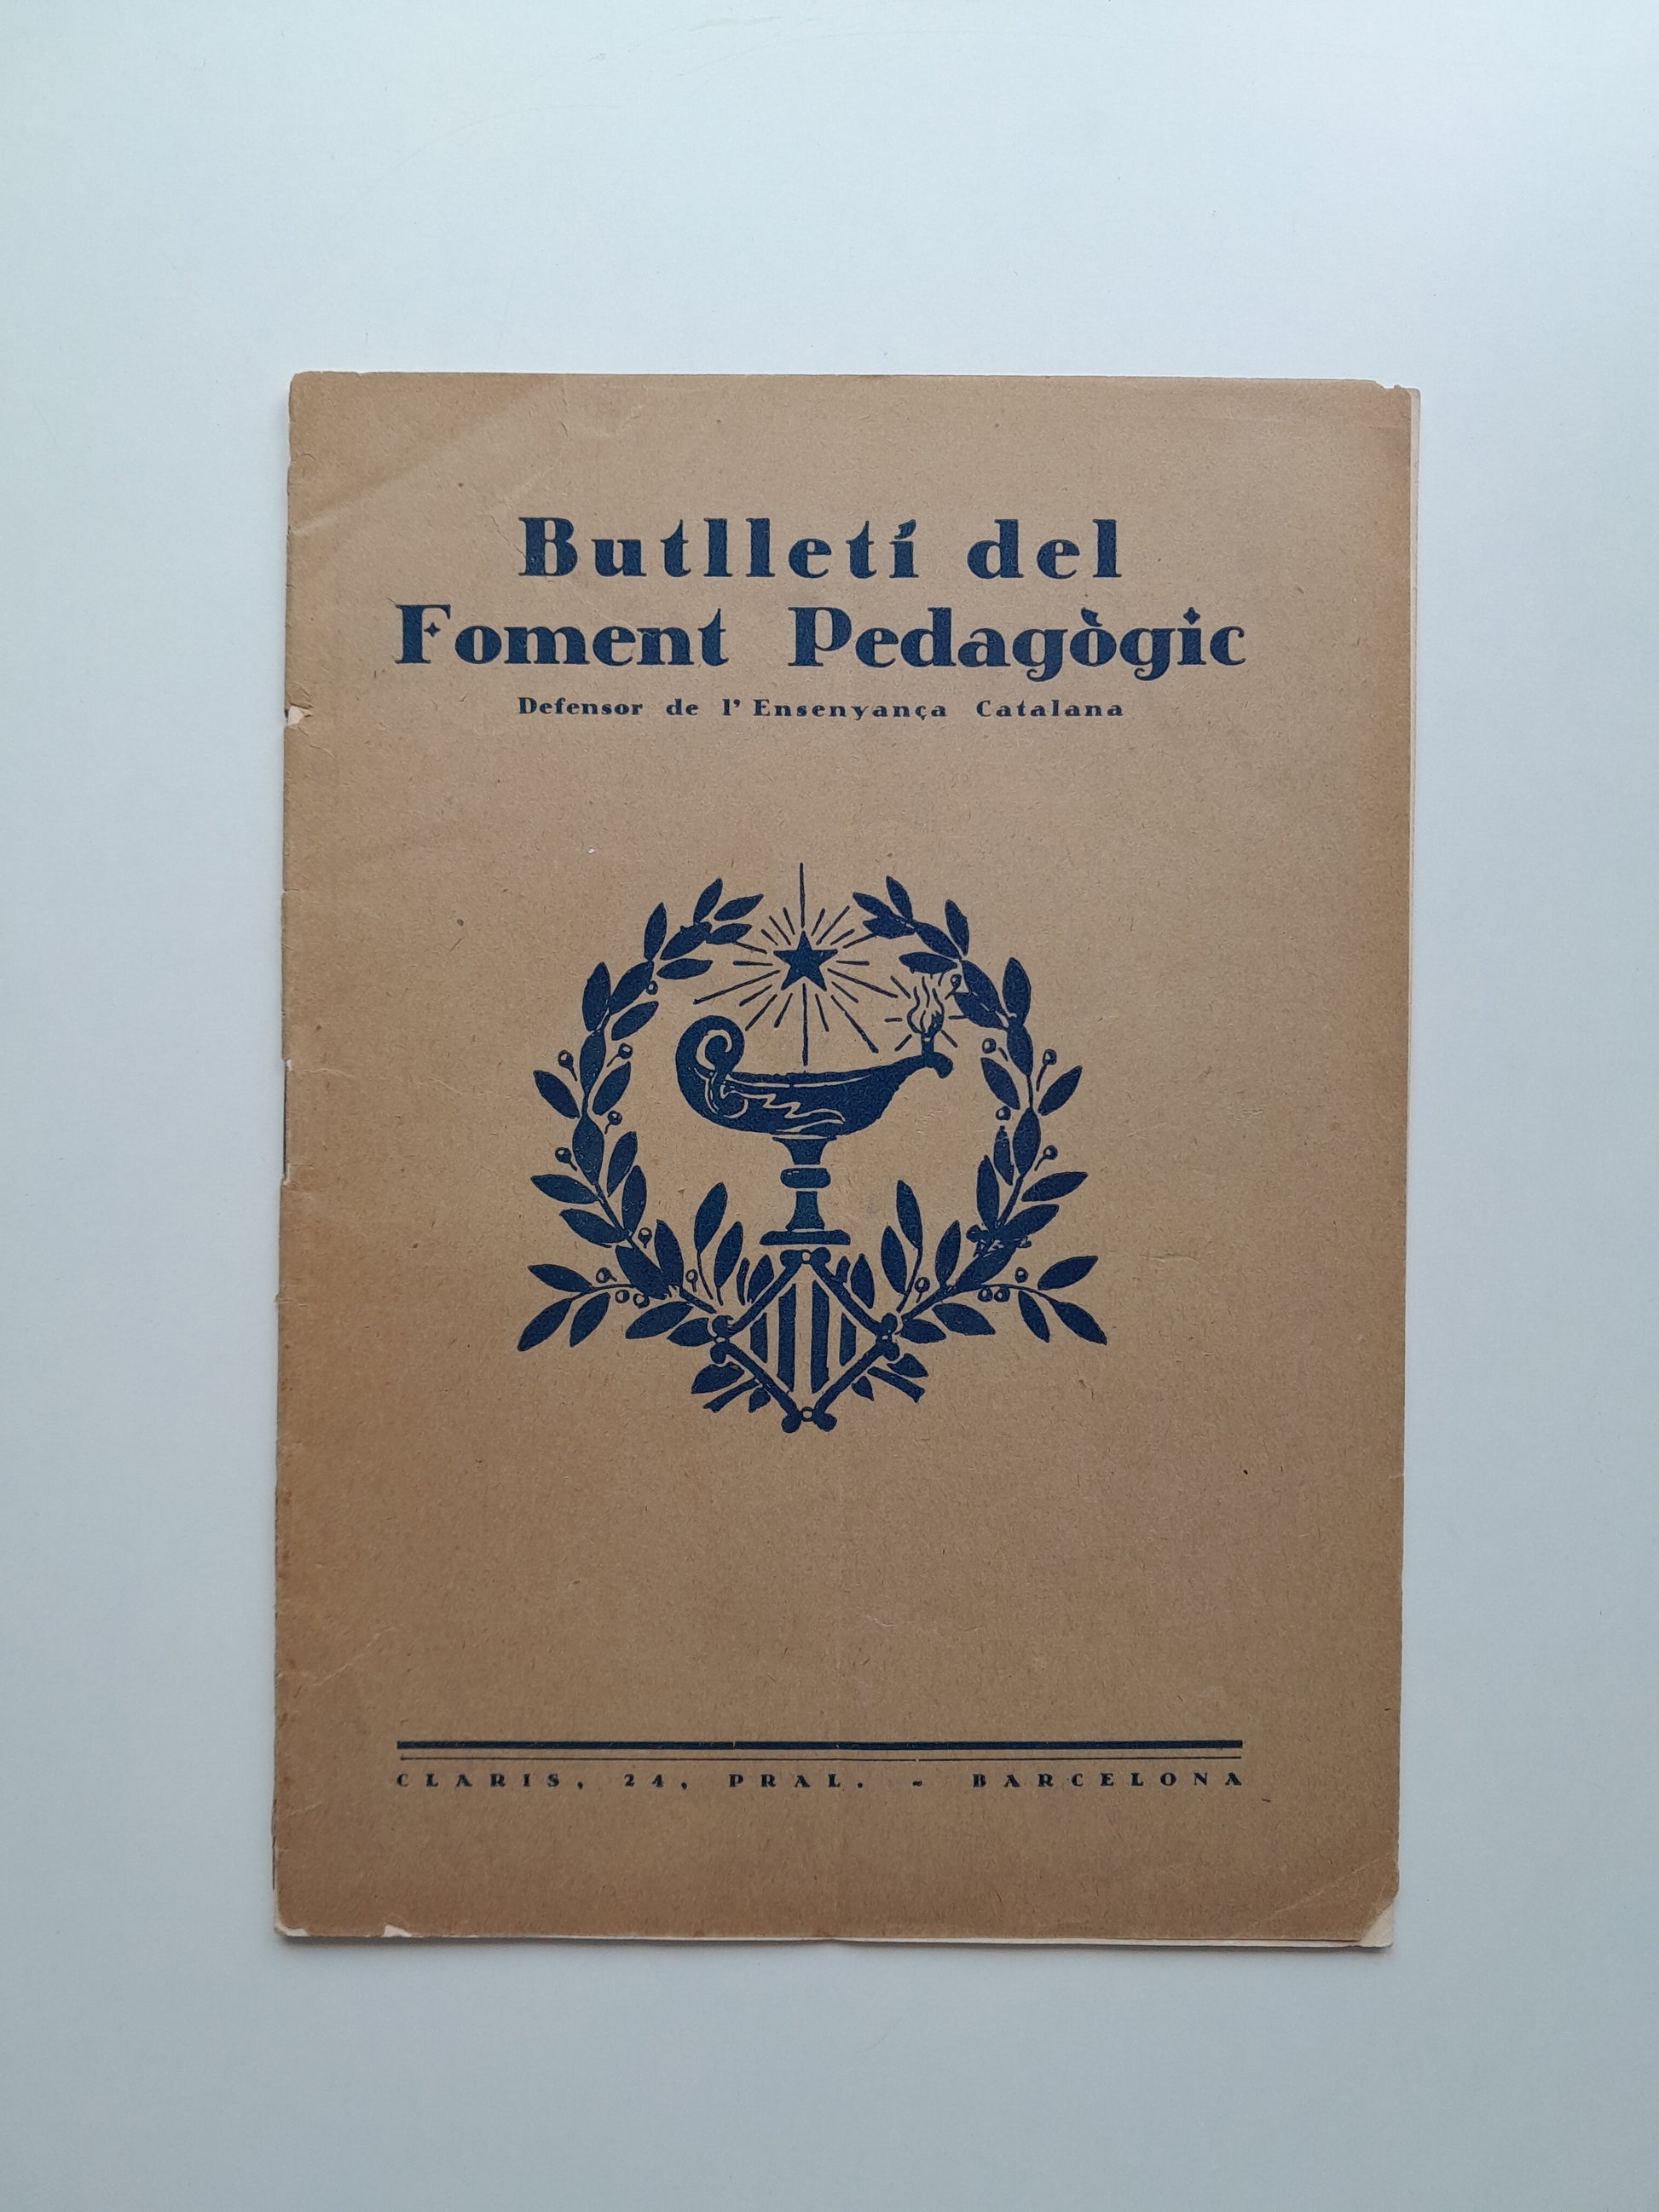 Butlletí del
Foment Pedagògic
Defensor de l'Ensenyança Catalana
CLARIS, 24, PRAL. - BARCELONA